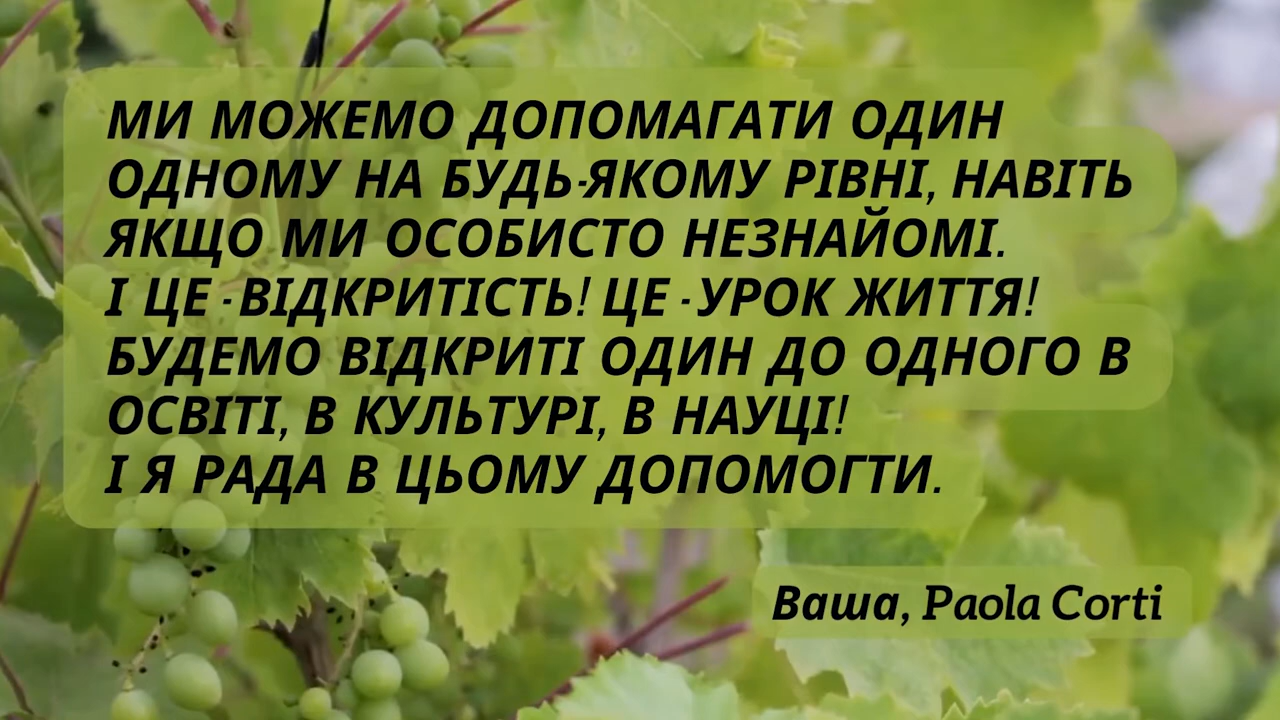 МИ МОЖЕМО ДОПОМАГАТИ ОДИН
ОДНОМУ НА БУДЬ-ЯКОМУ РІВНІ, НАВІТЬ
ЯКЩО МИ ОСОБИСТО НЕЗНАЙОМІ.
І ЦЕ -ВІДКРИТІСТЬ! ЦЕ -УРОК ЖИТТЯ!
БУДЕМО ВІДКРИТІ ОДИН ДО ОДНОГО В
ОСВІТІ, В КУЛЬТУРІ, В НАУЦІ!
І Я РАДА В ЦЬОМУ ДОПОМОГТИ.
Ваша, Paola Corti